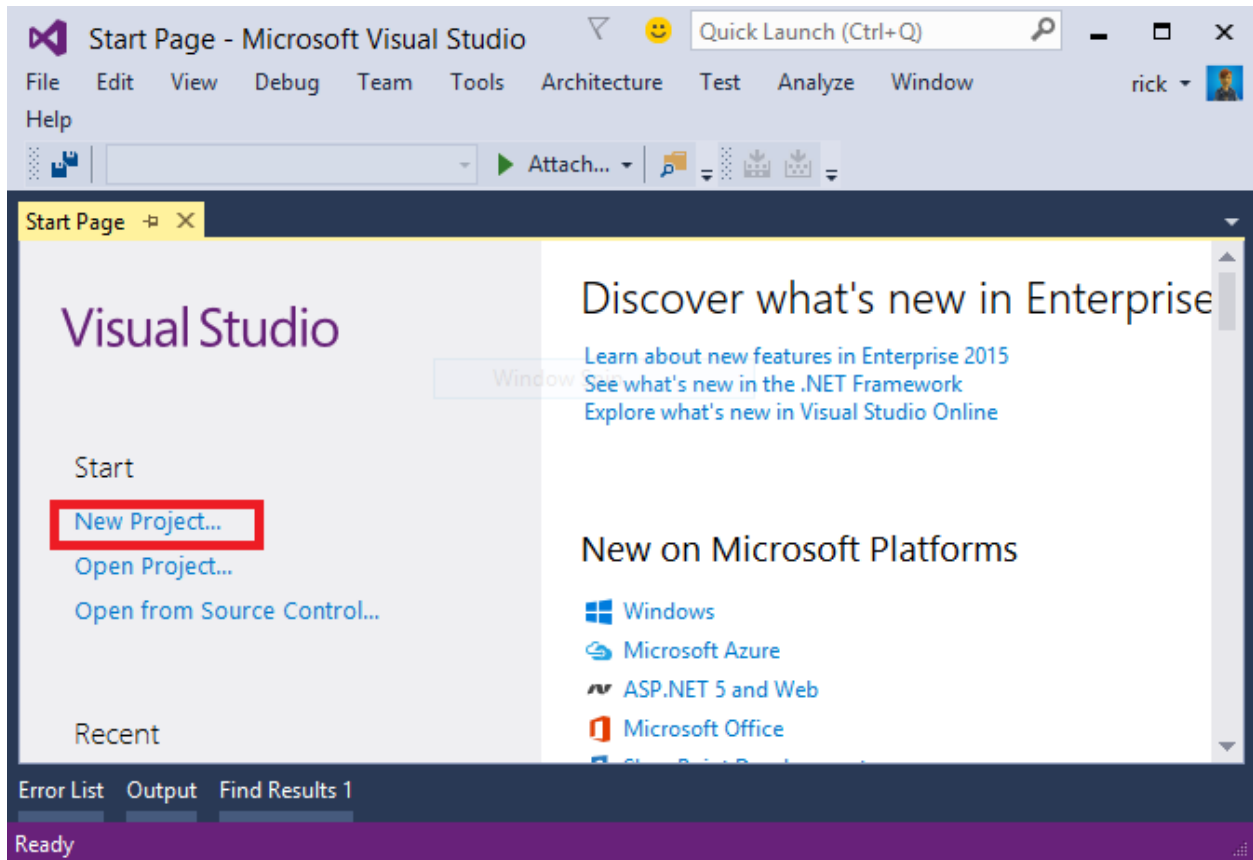 Start Page - Microsoft Visual Studio Quick Launch (Ctrl+Q)
File Edit View Debug Team Tools Architecture Test Analyze Window rick
Help
Attach...
Start Page
Visual Studio
Start
New Project...
Open Project...
Open from Source Control...
Recent
Discover what's new in Enterprise
Learn about new features in Enterprise 2015
See what's new in the .NET Framework
Explore what's new in Visual Studio Online
New on Microsoft Platforms
Windows
Microsoft Azure
ASP.NET 5 and Web
Microsoft Office
Window Snip
Error List Output Find Results 1
Ready